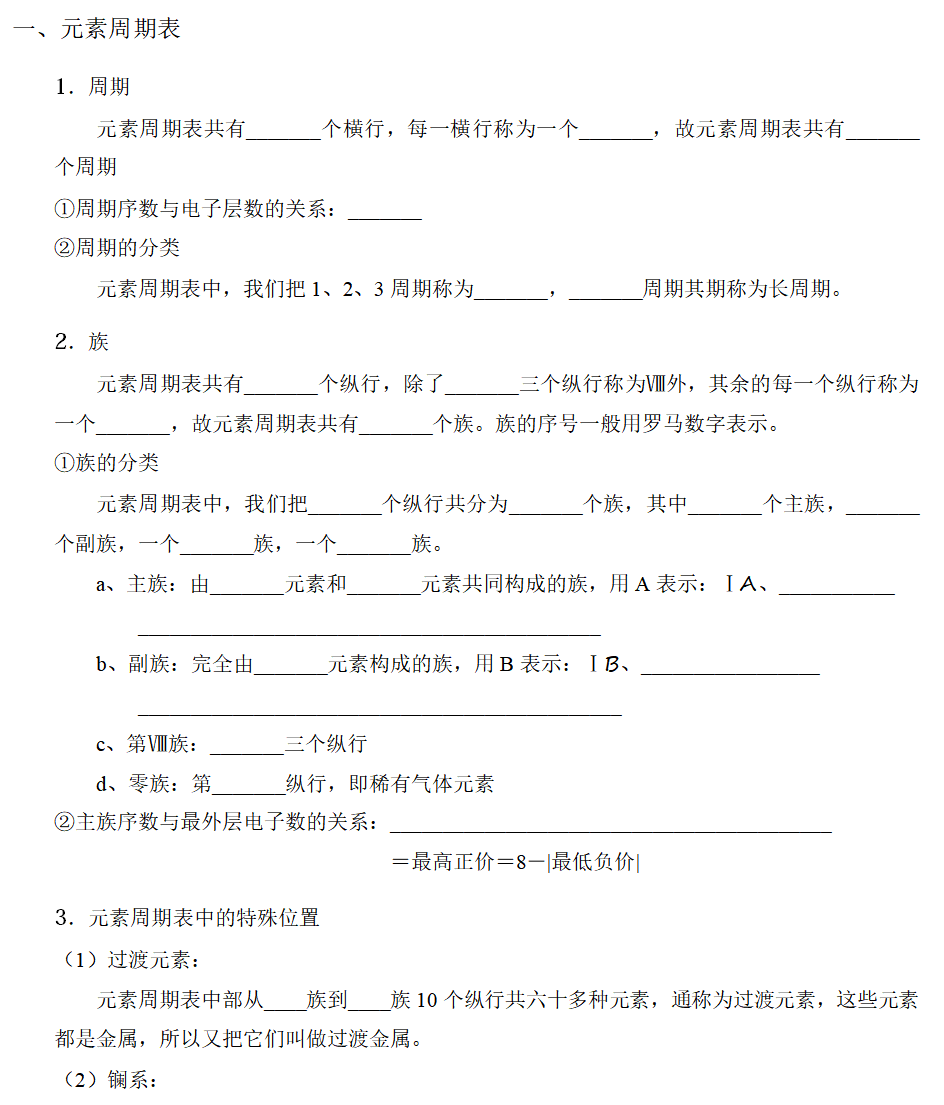 一、元素周期表
1．周期
元素周期表共有_______个横行，每一横行称为一个_______，故元素周期表共有_______
个周期
①周期序数与电子层数的关系：_______
②周期的分类
元素周期表中，我们把 1、2、3 周期称为_______，_______周期其期称为长周期。
2．族
元素周期表共有_______个纵行，除了_______三个纵行称为Ⅷ外，其余的每一个纵行称为
一个_______，故元素周期表共有_______个族。族的序号一般用罗马数字表示。
①族的分类
元素周期表中，我们把_______个纵行共分为_______个族，其中_______个主族，_______
个副族，一个_______族，一个_______族。
a、主族：由_______元素和_______元素共同构成的族，用 A 表示：ⅠA、___________
____________________________________________
b、副族：完全由_______元素构成的族，用 B 表示：ⅠB、_________________
______________________________________________
c、第Ⅷ族：_______三个纵行
d、零族：第_______纵行，即稀有气体元素
②主族序数与最外层电子数的关系：__________________________________________
＝最高正价＝8－|最低负价|
3．元素周期表中的特殊位置
（1）过渡元素：
元素周期表中部从____族到____族 10 个纵行共六十多种元素，通称为过渡元素，这些元素
都是金属，所以又把它们叫做过渡金属。
（2）镧系：